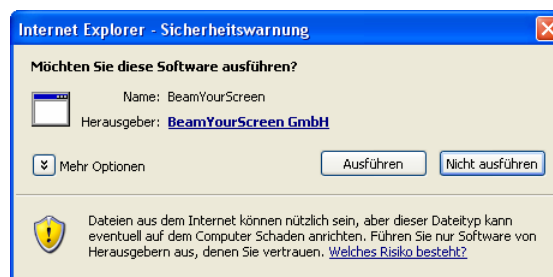 Internet Explorer - Sicherheitswarnung
Möchten Sie diese Software ausführen?
Name: BeamYourScreen
Herausgeber: BeamYourScreen GmbH
Mehr Optionen
Ausführen
Nicht ausführen
Dateien aus dem Internet können nützlich sein, aber dieser Dateityp kann
eventuell auf dem Computer Schaden anrichten. Führen Sie nur Software von
Herausgebern aus, denen Sie vertrauen. Welches Risiko besteht?